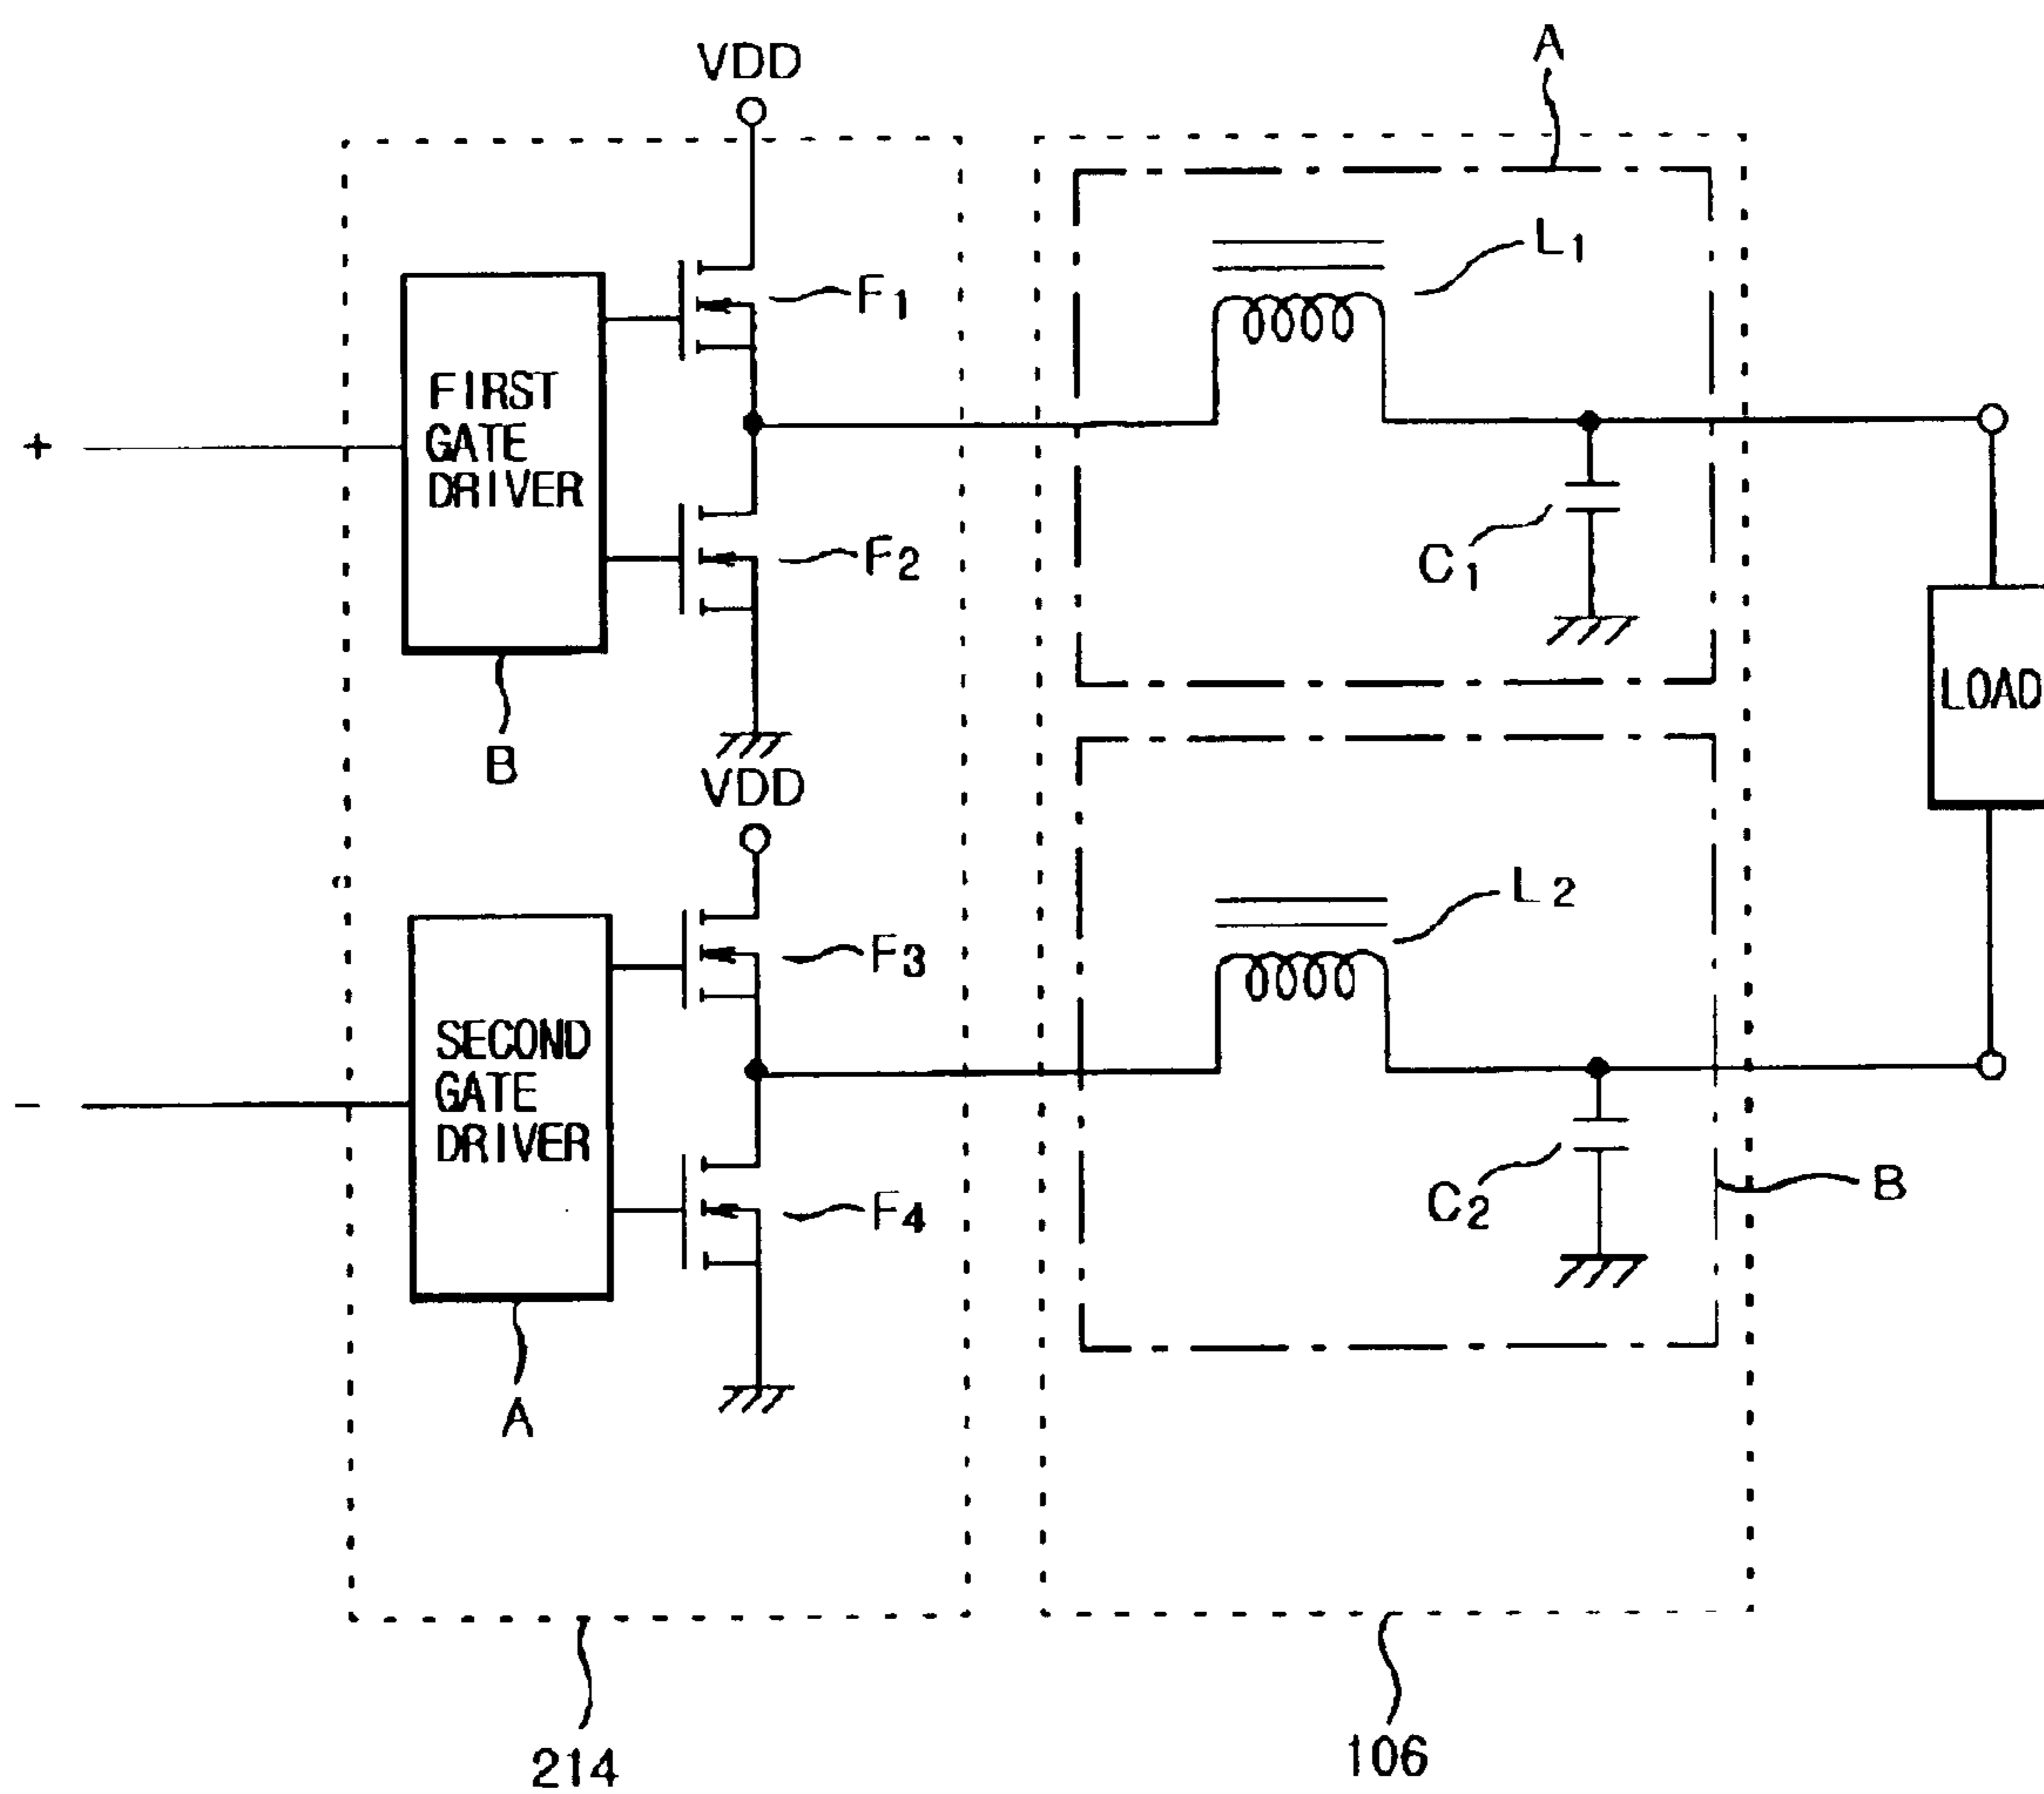 A
VDD
L1
F1
FIRST
GATE
DRIVER
+
F2
C1
B
LOAD
VDD
L2
F3
SECOND
GATE
DRIVER
-
F4
C2
B
A
214
106